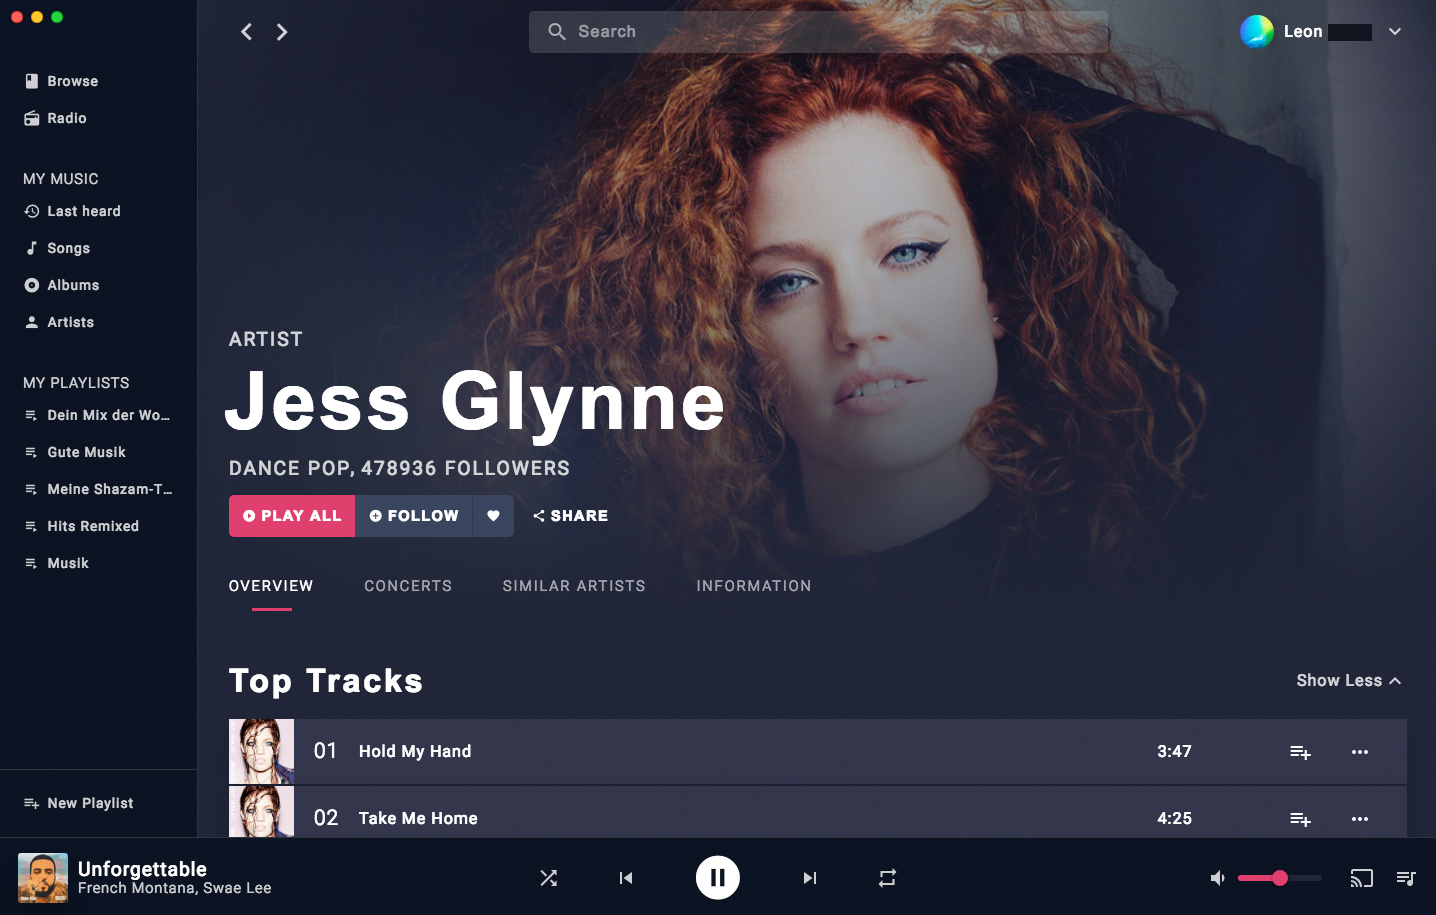 Search
Leon
Browse
Radio
MY MUSIC
Last heard
Songs
Albums
Artists
MY PLAYLISTS
Dein Mix der Wo...
Gute Musik
Meine Shazam-T...
Hits Remixed
Musik
New Playlist
ARTIST
Jess Glynne
DANCE POP, 478936 FOLLOWERS
PLAY ALL FOLLOW SHARE
OVERVIEW CONCERTS SIMILAR ARTISTS INFORMATION
Top Tracks Show Less
01 Hold My Hand 3:47
02 Take Me Home 4:25
Unforgettable
French Montana, Swae Lee